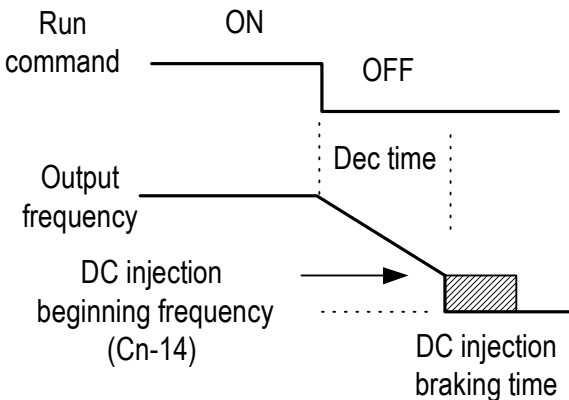 Run
command
ON
OFF
Dec time
Output
frequency
DC injection
beginning frequency
(Cn-14)
DC injection
braking time